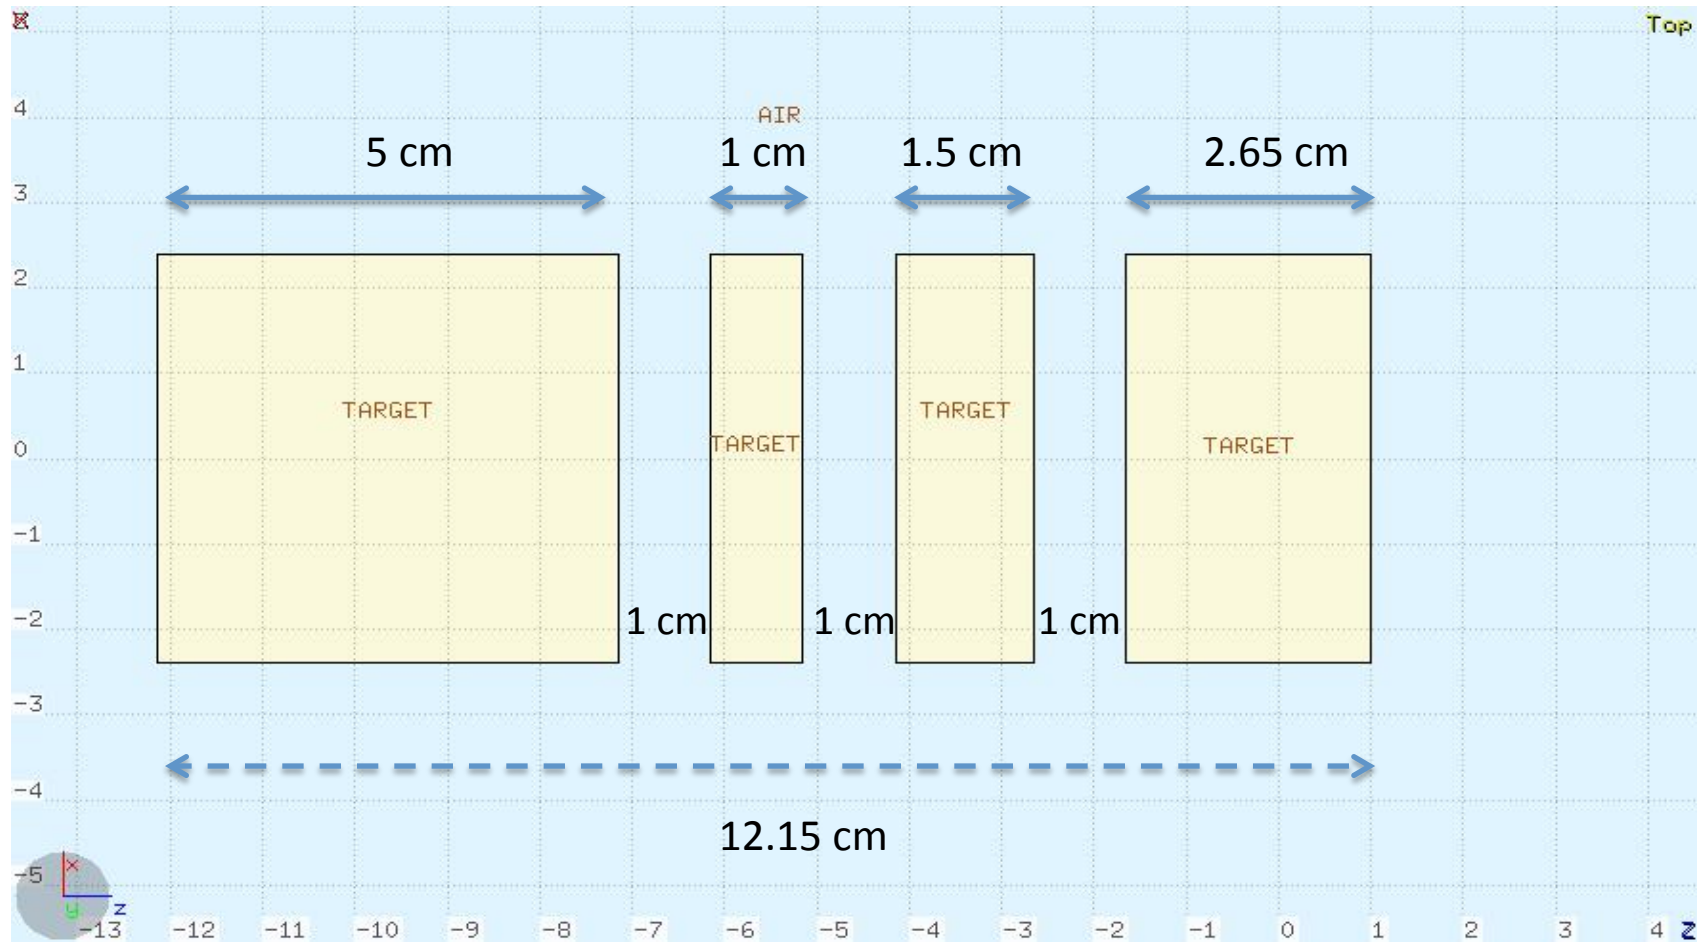 Top
4
AIR
5 cm
1 cm
1.5 cm
2.65 cm
3
2
1
TARGET
TARGET
TARGET
TARGET
0
-1
-2
1 cm
1 cm
1 cm
-3
-4
12.15 cm
-5
x
y
z
-13 -12 -11 -10 -9 -8 -7 -6 -5 -4 -3 -2 -1 0 1 2 3 4 z